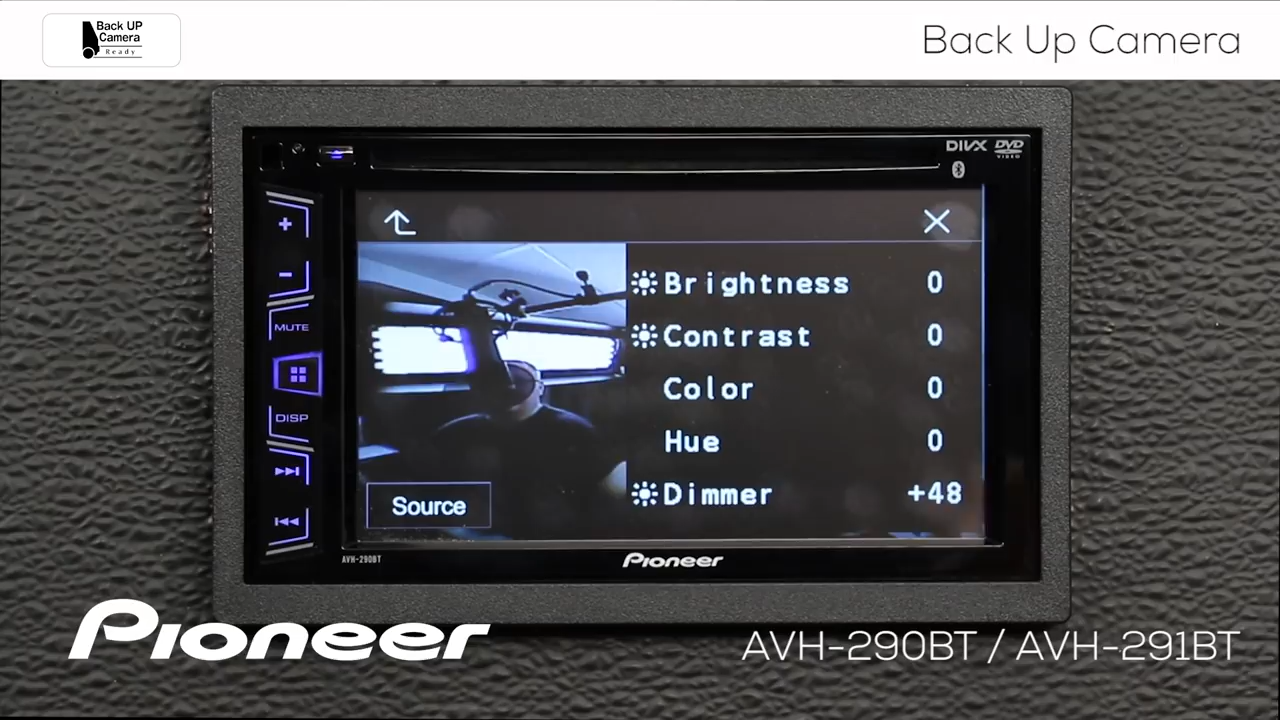 Back UP
Camera
Ready
Back Up Camera
DIVX DVD
VIDEO
+
-
MUTE
DISP
Brightness 0
Contrast 0
Color 0
Hue 0
Dimmer +48
Source
AVH-290BT
Pioneer
Pioneer
AVH-290BT / AVH-291BT